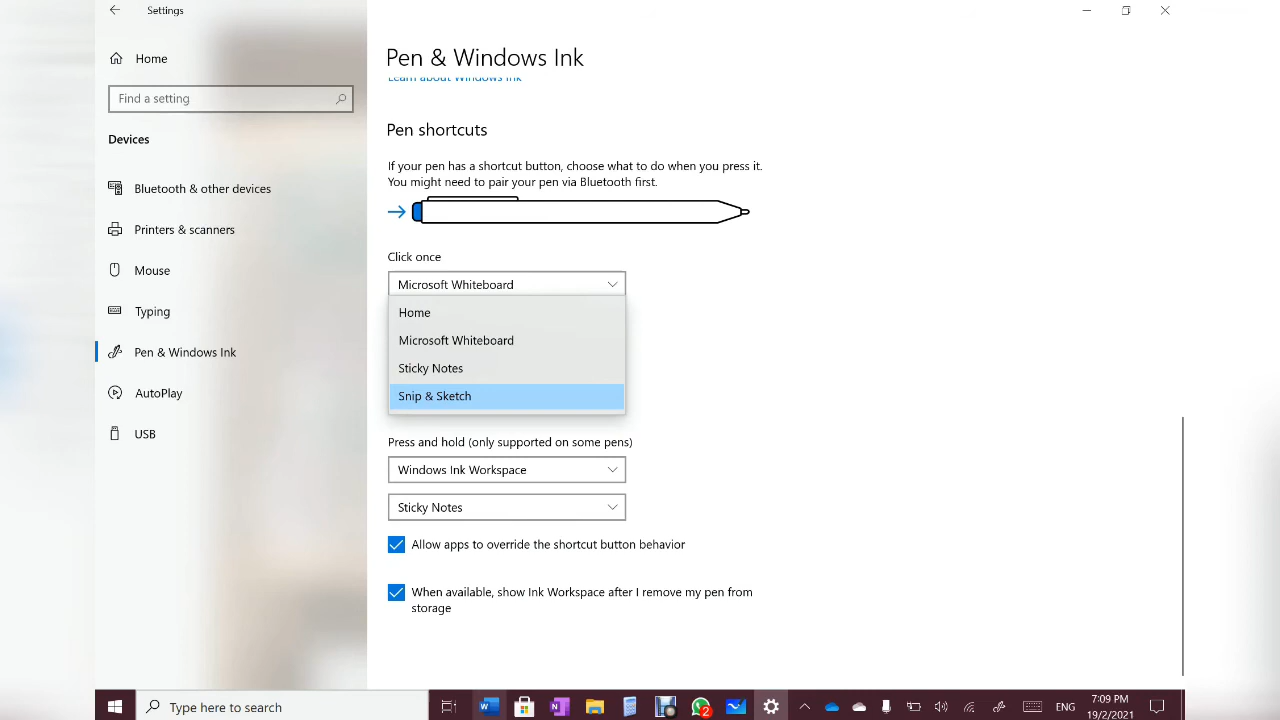 Settings
Home
Find a setting
Devices
Bluetooth & other devices
Printers & scanners
Mouse
Typing
Pen & Windows Ink
AutoPlay
USB
Pen & Windows Ink
Learn about Windows Ink
Pen shortcuts
If your pen has a shortcut button, choose what to do when you press it.
You might need to pair your pen via Bluetooth first.
Click once
Microsoft Whiteboard
Home
Microsoft Whiteboard
Sticky Notes
Snip & Sketch
Press and hold (only supported on some pens)
Windows Ink Workspace
Sticky Notes
Allow apps to override the shortcut button behavior
When available, show Ink Workspace after I remove my pen from
storage
Type here to search
2
ENG
7:09 PM
19/2/2021